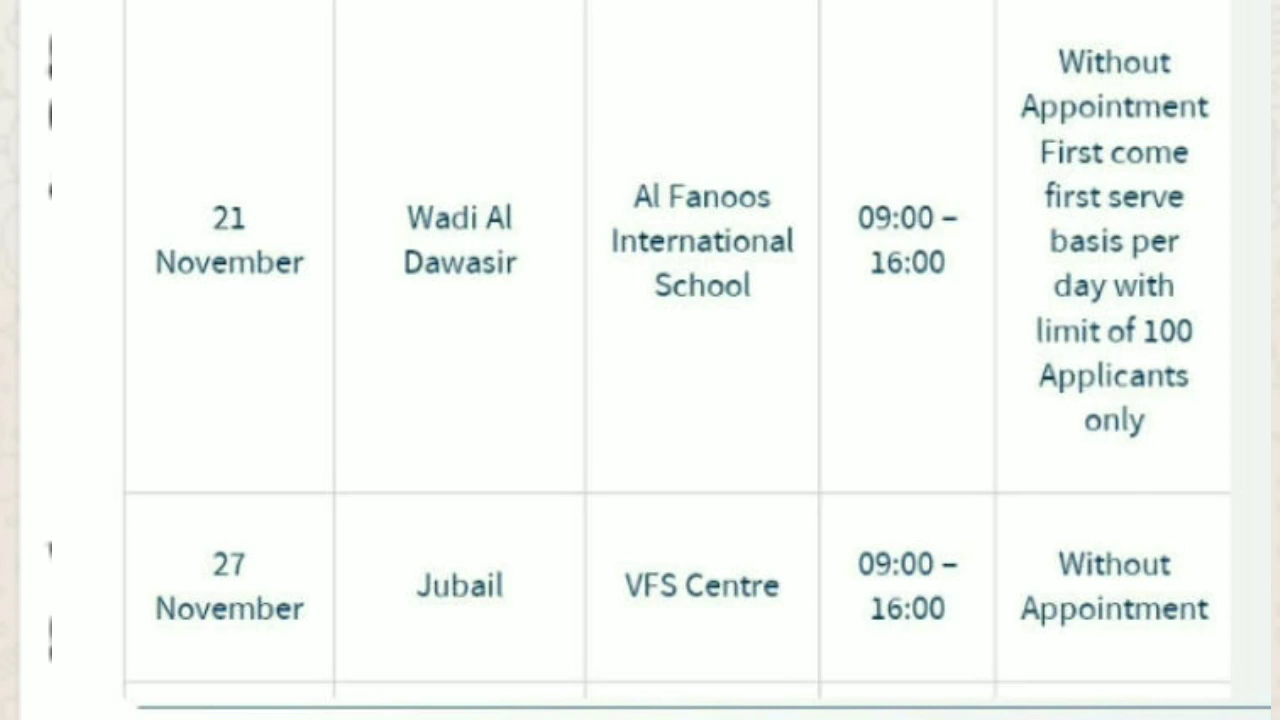 21
November
Wadi Al
Dawasir
Al Fanoos
International
School
09:00 –
16:00
Without
Appointment
First come
first serve
basis per
day with
limit of 100
Applicants
only
27
November
Jubail
VFS Centre
09:00 –
16:00
Without
Appointment